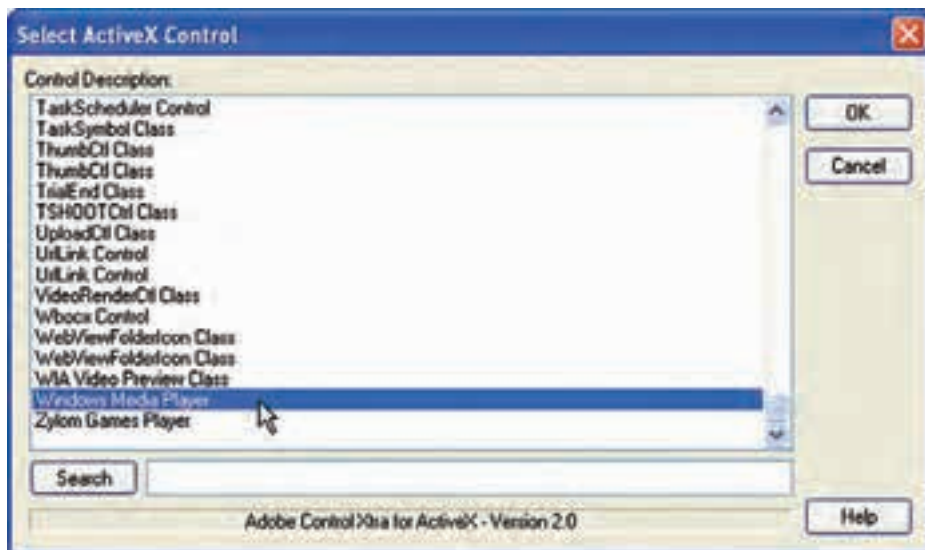 Select ActiveX Control
Control Description:
TaskScheduler Control
TaskSymbol Class
ThumbCtl Class
ThumbCtl Class
TrialEnd Class
TSHOOTCtrl Class
UploadCtl Class
UrlLink Control
UrlLink Control
VideoRenderCtl Class
Wbocx Control
WebViewFolderIcon Class
WebViewFolderIcon Class
WIA Video Preview Class
Windows Media Player
Zylom Games Player
OK
Cancel
Search
Adobe Control Xtra for ActiveX - Version 2.0
Help